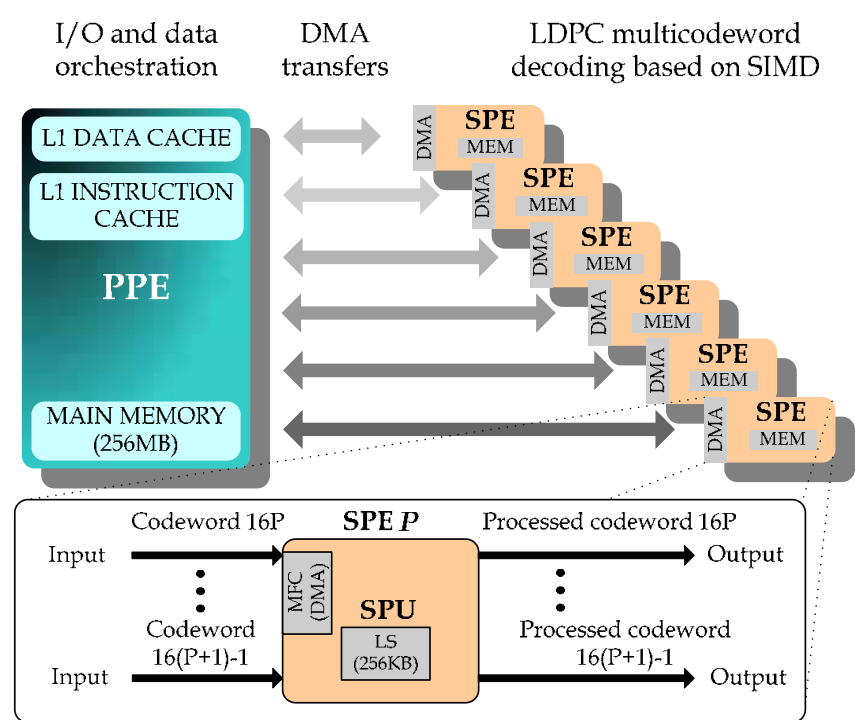 I/O and data
orchestration
DMA
transfers
LDPC multicodeword
decoding based on SIMD
L1 DATA CACHE
L1 INSTRUCTION
CACHE
PPE
MAIN MEMORY
(256MB)
DMA
SPE
MEM
DMA
SPE
MEM
DMA
SPE
MEM
DMA
SPE
MEM
DMA
SPE
MEM
DMA
SPE
MEM
Codeword 16P
SPE P
Processed codeword 16P
Input
Output
MFC
(DMA)
SPU
LS
(256KB)
Codeword
16(P+1)-1
Processed codeword
16(P+1)-1
Input
Output